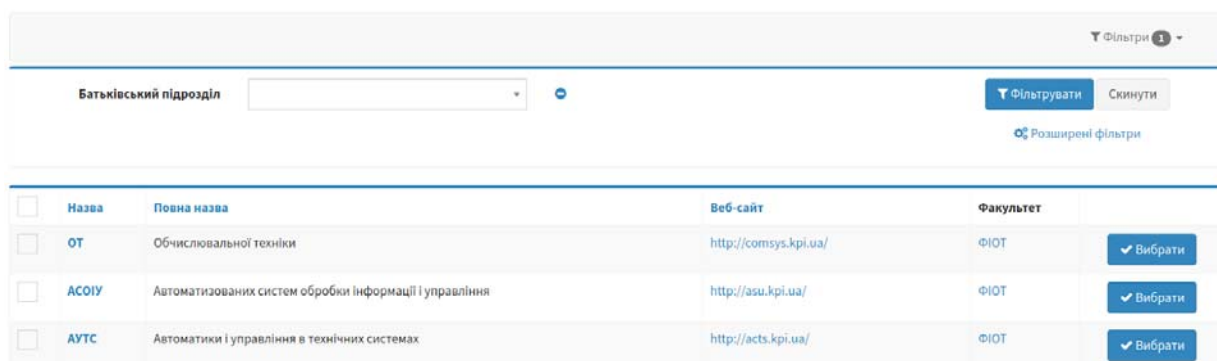 Фільтри 1
Батьківський підрозділ
Фільтрувати Скинути
Розширені фільтри
Назва Повна назва Веб-сайт Факультет
ОТ Обчислювальної техніки http://comsys.kpi.ua/ ФІОТ Вибрати
АСОІУ Автоматизованих систем обробки інформації і управління http://asu.kpi.ua/ ФІОТ Вибрати
АУТС Автоматики і управління в технічних системах http://acts.kpi.ua/ ФІОТ Вибрати